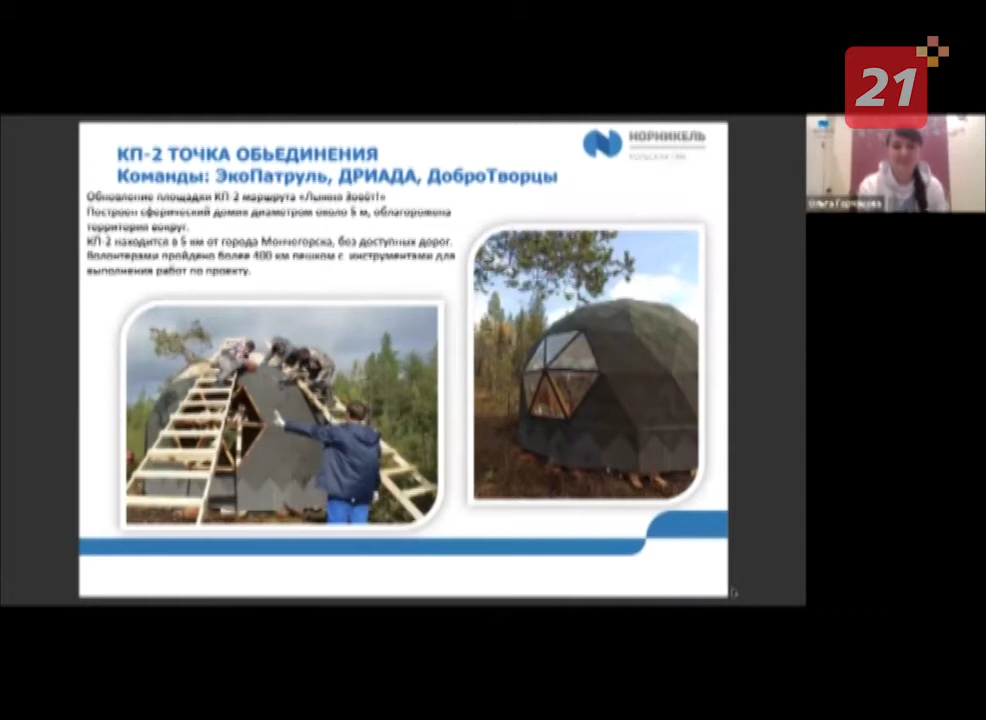 21
НОРНИКЕЛЬ
КОЛЬСКАЯ ГМК
КП-2 ТОЧКА ОБЬЕДИНЕНИЯ
Команды: ЭкоПатруль, ДРИАДА, ДоброТворцы
Обновление площадки КП-2 маршрута «Лыжня Зовёт!»
Построен сферический домик диаметром около 5 м, облагорожена
территория вокруг.
КП-2 находится в 5 км от города Мончегорска, без доступных дорог.
Волонтерами пройдено более 400 км пешком с инструментами для
выполнения работ по проекту.
Ольга